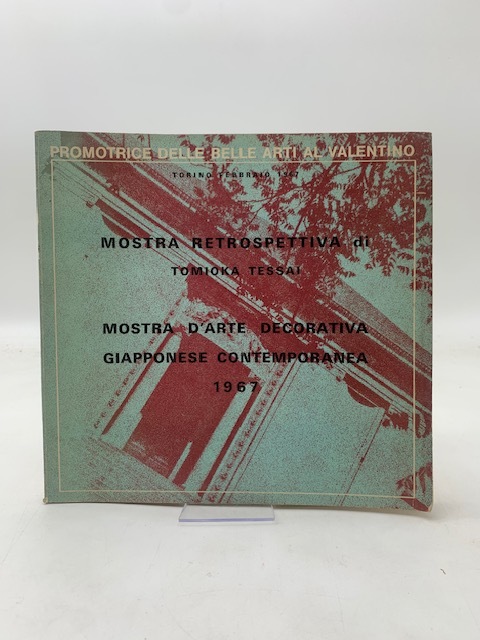 PROMOTRICE DELLE BELLE ARTI AL VALENTINO
TORINO FEBBRAIO 1967
MOSTRA RETROSPETTIVA di
TOMIOKA TESSAI
MOSTRA D'ARTE DECORATIVA
GIAPPONESE CONTEMPORANEA
1967